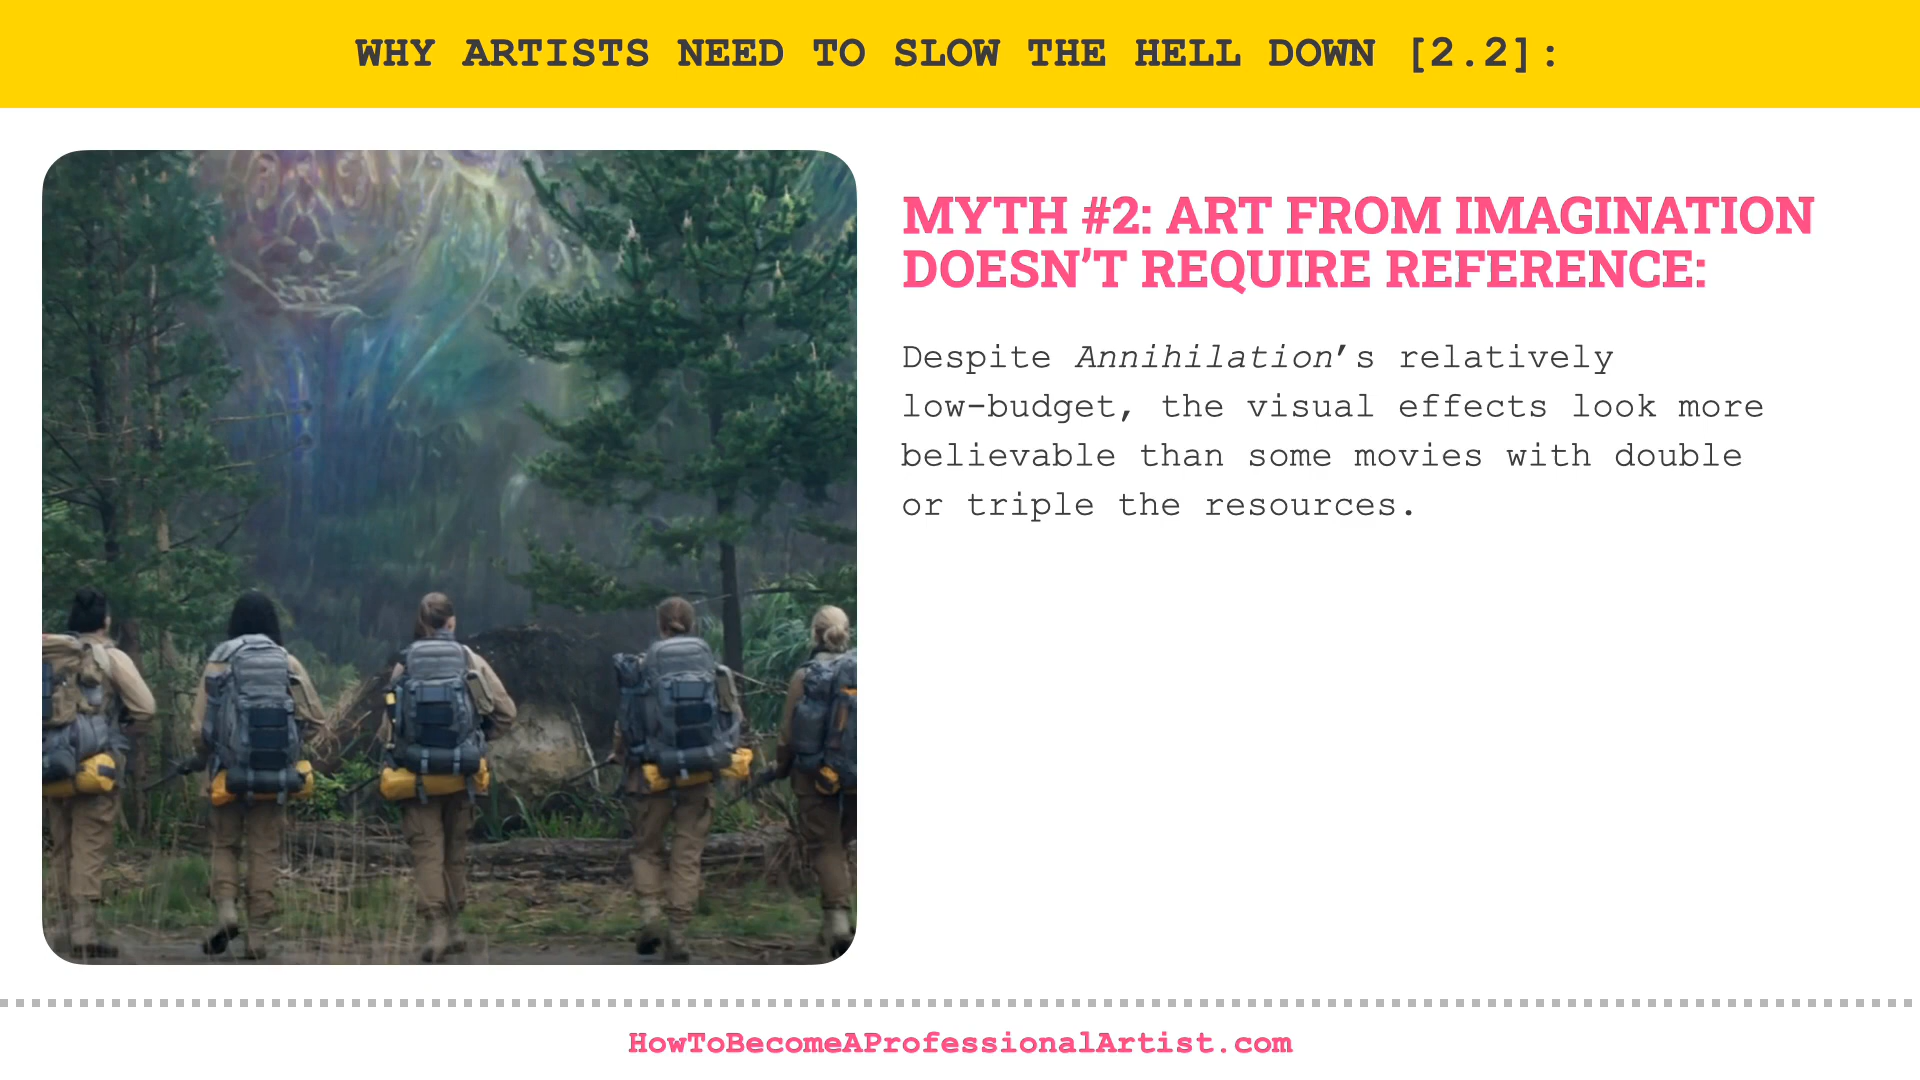 WHY ARTISTS NEED TO SLOW THE HELL DOWN [2.2]:
MYTH #2: ART FROM IMAGINATION
DOESN’T REQUIRE REFERENCE:
Despite Annihilation’s relatively
low-budget, the visual effects look more
believable than some movies with double
or triple the resources.
HowToBecomeAProfessionalArtist.com